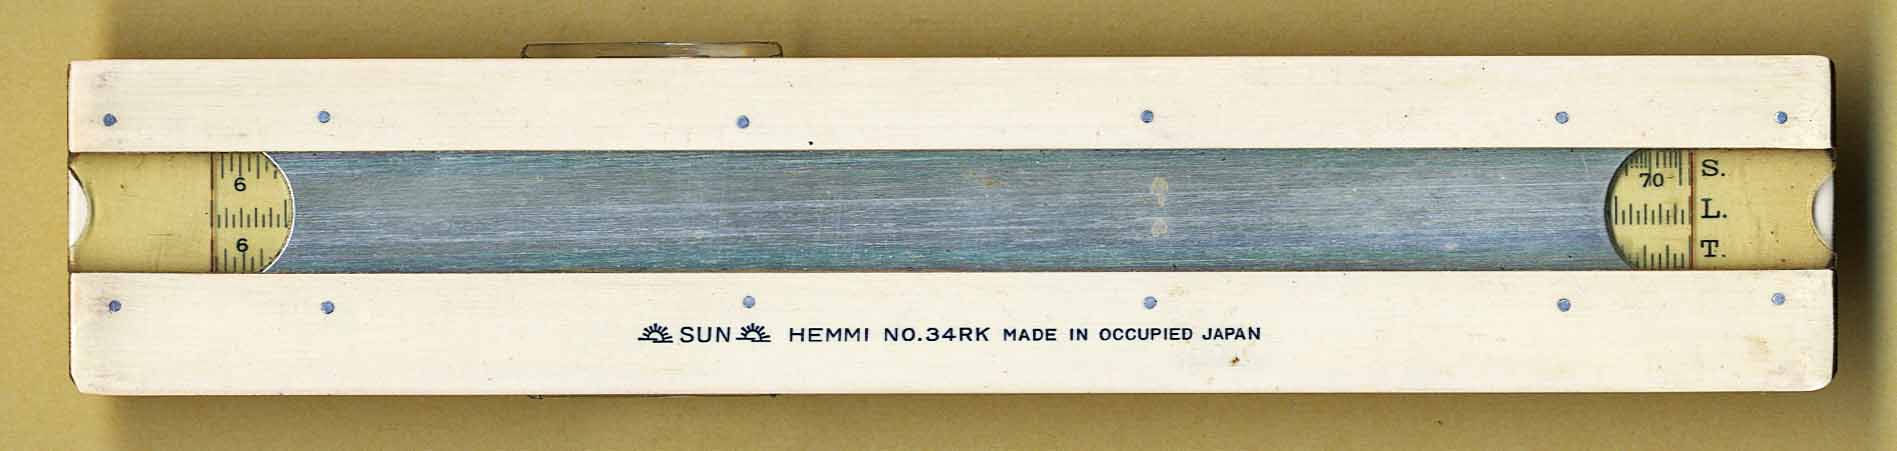 6
6
70
S.
L.
T.
SUN HEMMI NO.34RK MADE IN OCCUPIED JAPAN